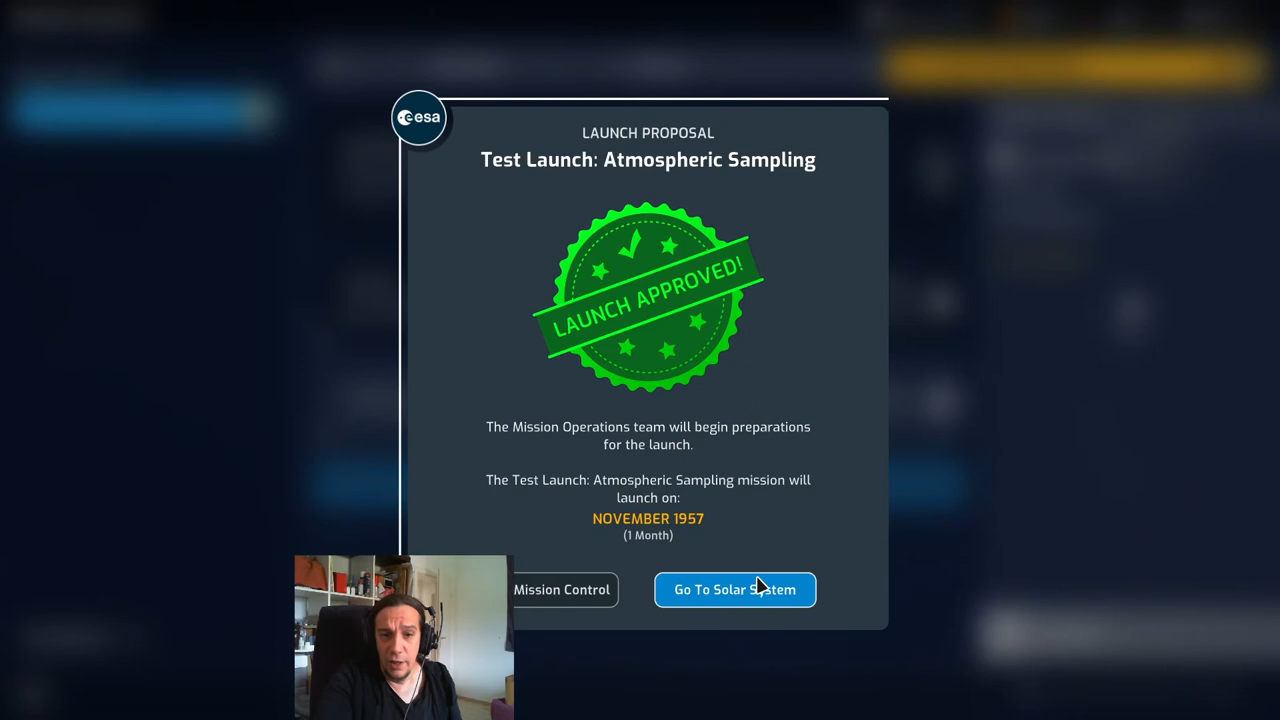 esa
LAUNCH PROPOSAL
Test Launch: Atmospheric Sampling
LAUNCH APPROVED!
The Mission Operations team will begin preparations
for the launch.
The Test Launch: Atmospheric Sampling mission will
launch on:
NOVEMBER 1957
(1 Month)
Mission Control
Go To Solar System